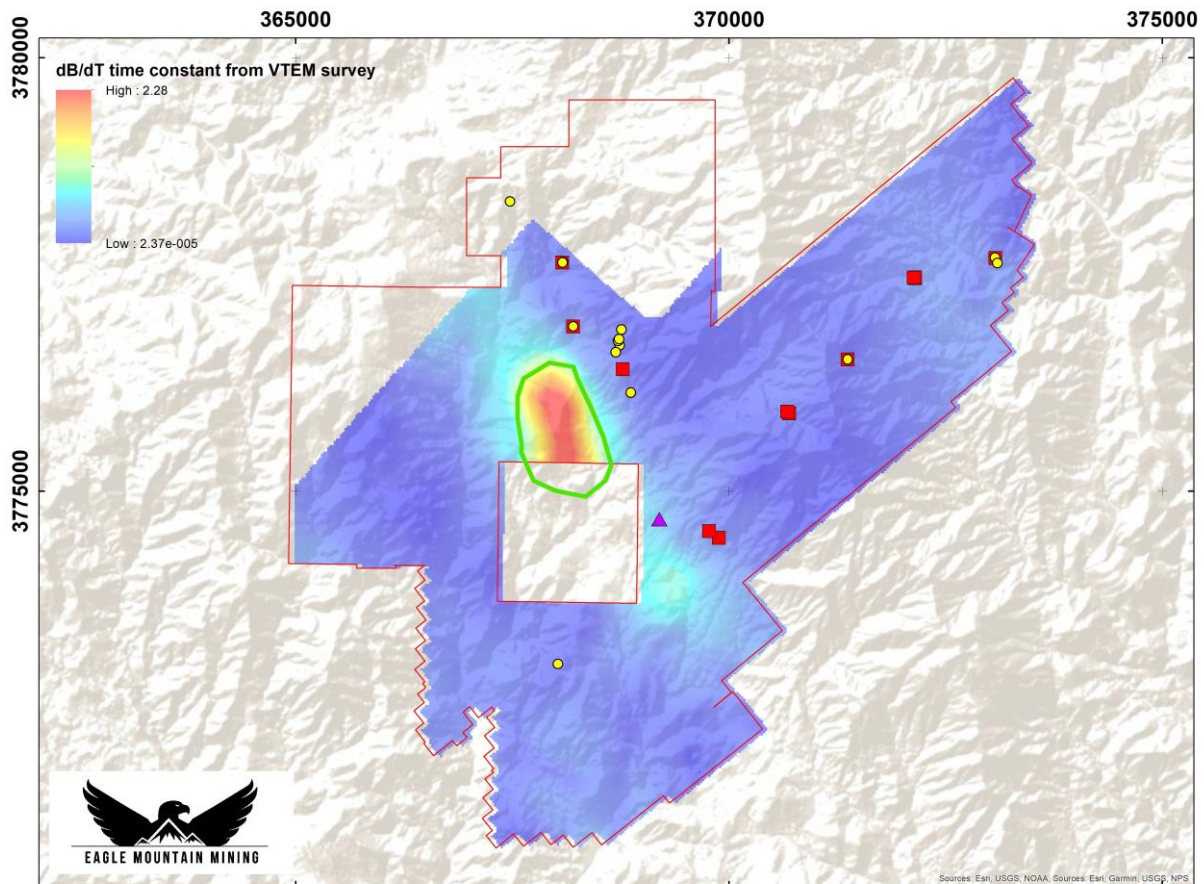 365000
370000
375000
3780000
dB/dT time constant from VTEM survey
High : 2.28
Low : 2.37e-005
3775000
EAGLE MOUNTAIN MINING
Sources: Esri, USGS, NOAA, Sources: Esri, Garmin, USGS, NPS